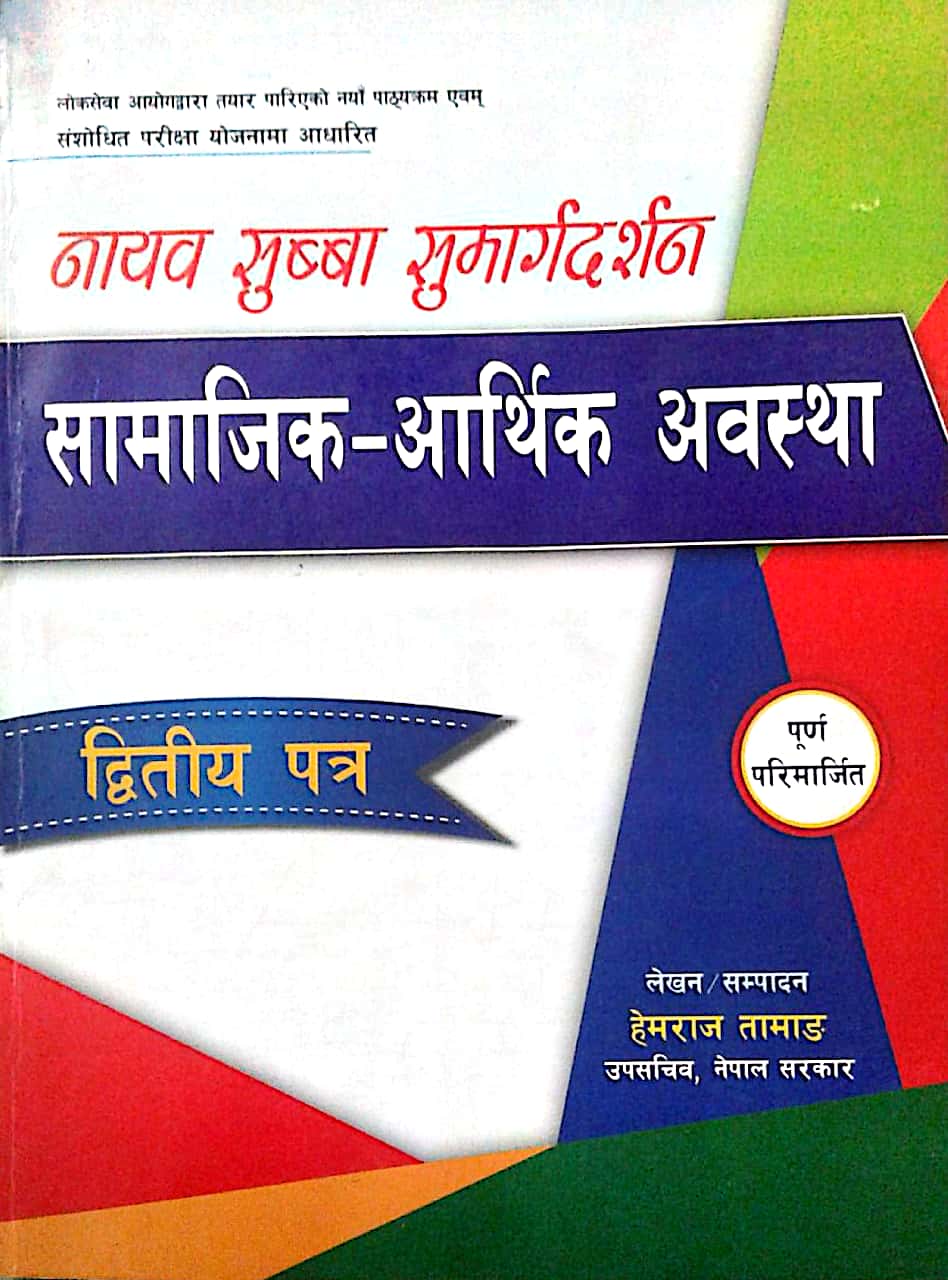 लोकसेवा आयोगद्वारा तयार पारिएको नयाँ पाठ्यक्रम एवम्
संशोधित परीक्षा योजनामा आधारित
नायव सुब्बा सुमार्गदर्शन
सामाजिक-आर्थिक अवस्था
द्वितीय पत्र
पूर्ण
परिमार्जित
लेखन/सम्पादन
हेमराज तामाङ
उपसचिव, नेपाल सरकार